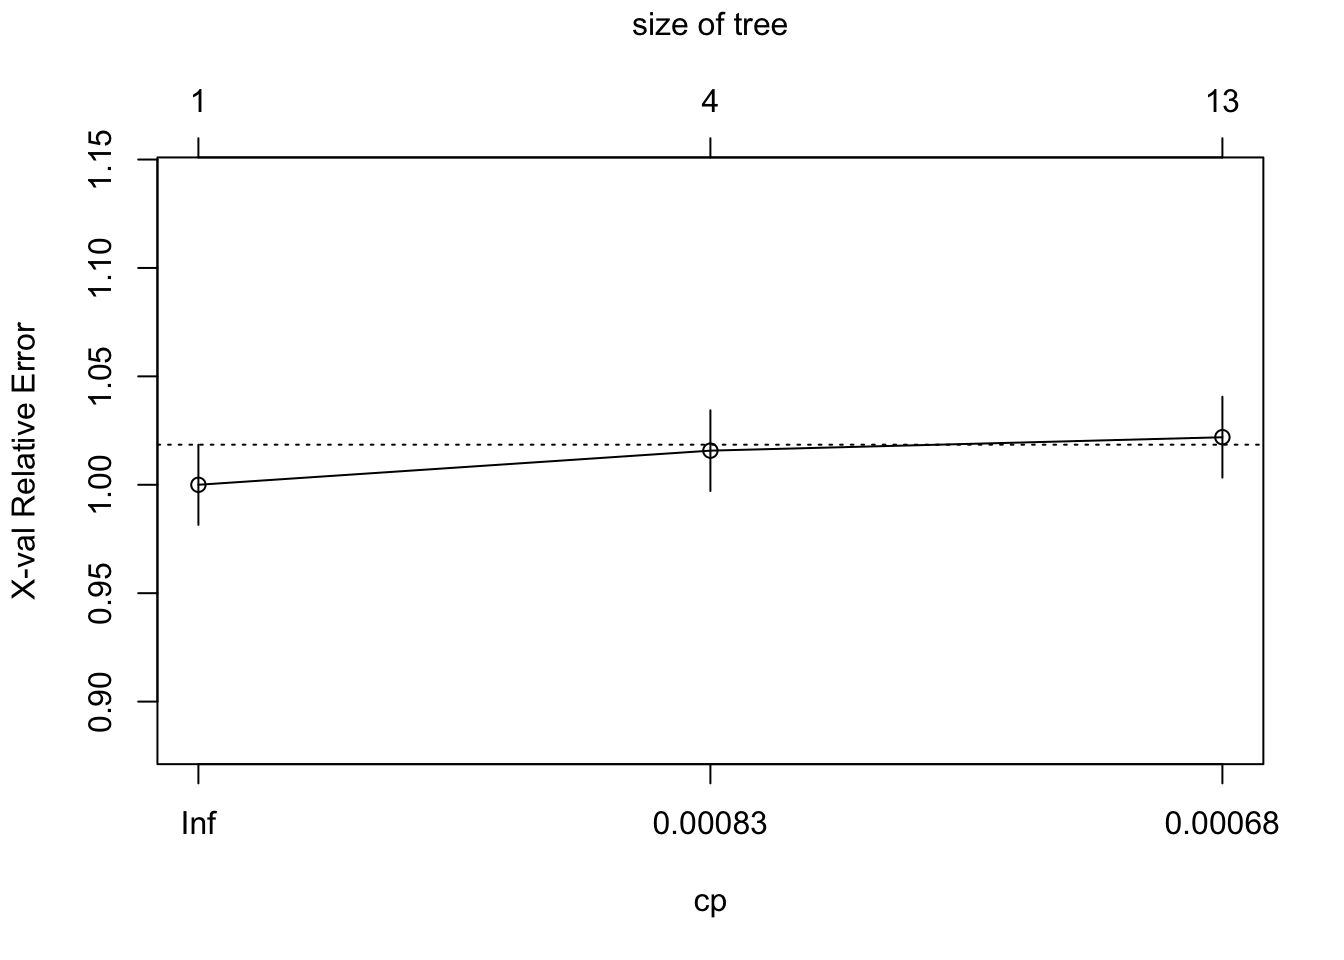 size of tree
1 4 13
1.15
1.10
1.05
1.00
0.95
0.90
X-val Relative Error
Inf 0.00083 0.00068
cp